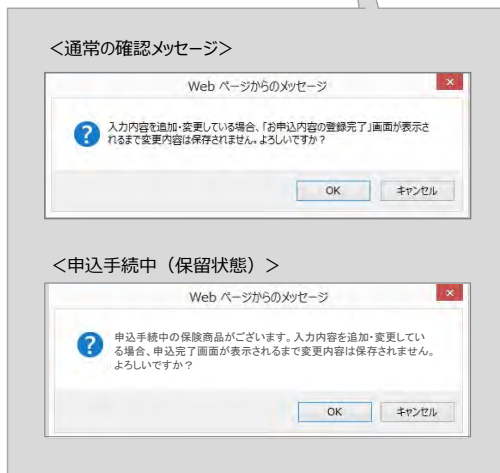 ＜通常の確認メッセージ＞
Web ページからのメッセージ
×
?
入力内容を追加・変更している場合、「お申込内容の登録完了」画面が表示さ
れるまで変更内容は保存されません。よろしいですか？
OK キャンセル
＜申込手続中（保留状態）＞
Web ページからのメッセージ
×
?
申込手続中の保険商品がございます。入力内容を追加・変更してい
る場合、申込完了画面が表示されるまで変更内容は保存されません。
よろしいですか？
OK キャンセル